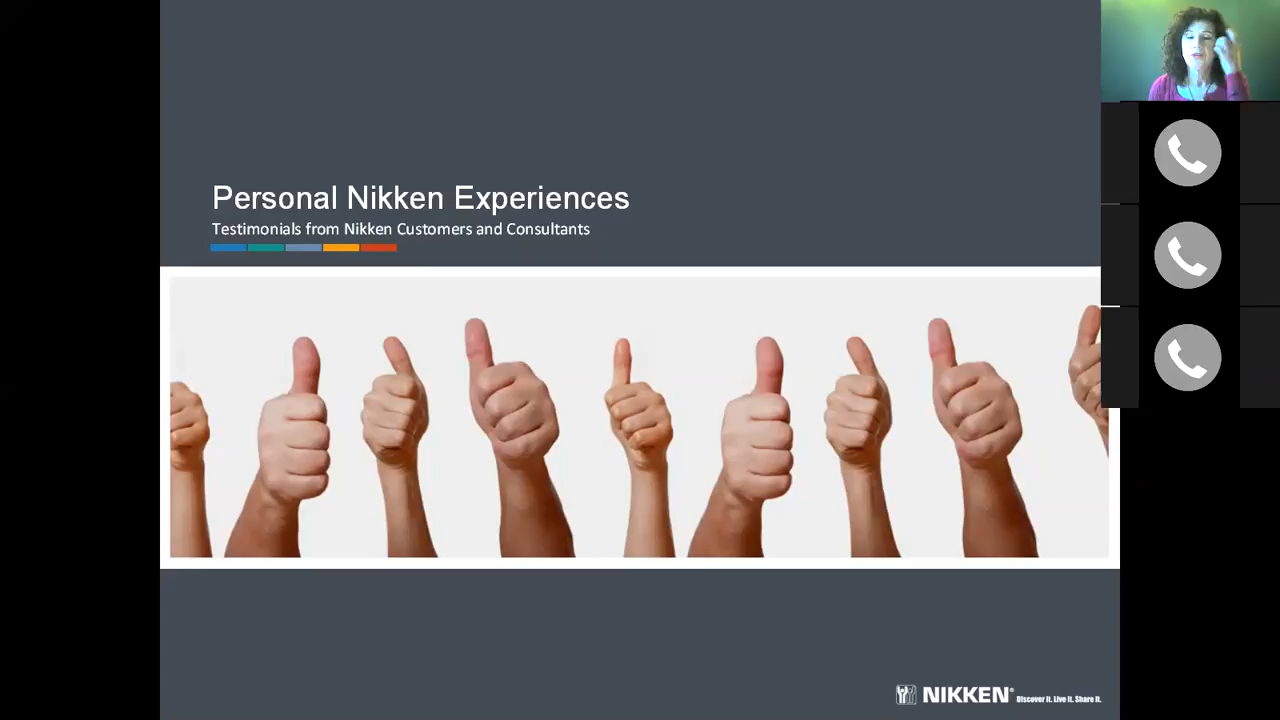 Personal Nikken Experiences
Testimonials from Nikken Customers and Consultants
NIKKEN® Discover it. Live it. Share it.